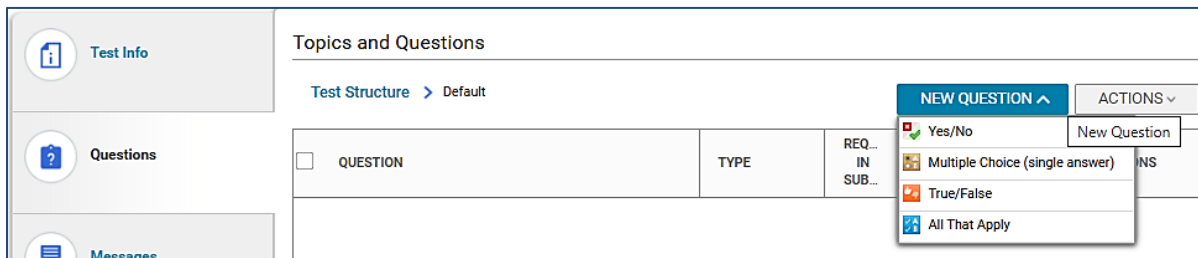 Test Info
Topics and Questions
Test Structure > Default
NEW QUESTION
ACTIONS
Questions
QUESTION
TYPE
REQ...
IN
SUB...
Yes/No
New Question
Multiple Choice (single answer)
NS
True/False
All That Apply
Messages